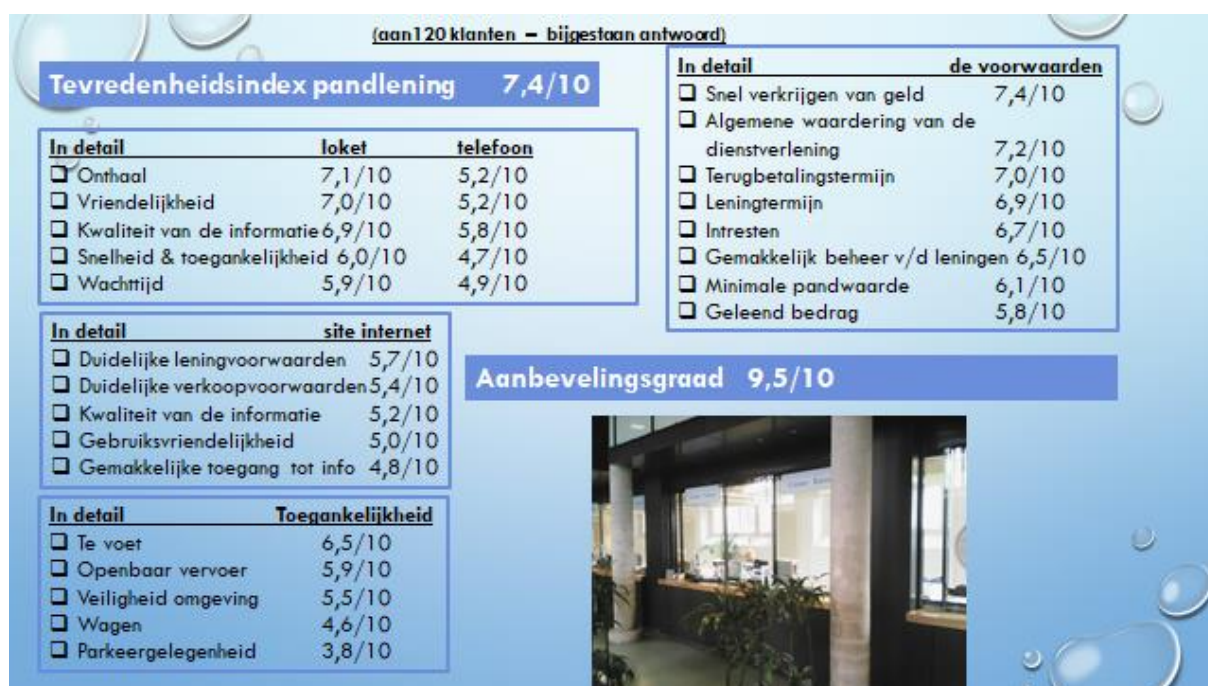 (aan120 klanten – bijgestaan antwoord)
Tevredenheidsindex pandlening 7,4/10
In detail loket telefoon
Onthaal 7,1/10 5,2/10
Vriendelijkheid 7,0/10 5,2/10
Kwaliteit van de informatie 6,9/10 5,8/10
Snelheid & toegankelijkheid 6,0/10 4,7/10
Wachttijd 5,9/10 4,9/10
In detail site internet
Duidelijke leningvoorwaarden 5,7/10
Duidelijke verkoopvoorwaarden 5,4/10
Kwaliteit van de informatie 5,2/10
Gebruiksvriendelijkheid 5,0/10
Gemakkelijke toegang tot info 4,8/10
In detail Toegankelijkheid
Te voet 6,5/10
Openbaar vervoer 5,9/10
Veiligheid omgeving 5,5/10
Wagen 4,6/10
Parkeergelegenheid 3,8/10
In detail de voorwaarden
Snel verkrijgen van geld 7,4/10
Algemene waardering van de
dienstverlening 7,2/10
Terugbetalingstermijn 7,0/10
Leningtermijn 6,9/10
Intresten 6,7/10
Gemakkelijk beheer v/d leningen 6,5/10
Minimale pandwaarde 6,1/10
Geleend bedrag 5,8/10
Aanbevelingsgraad 9,5/10